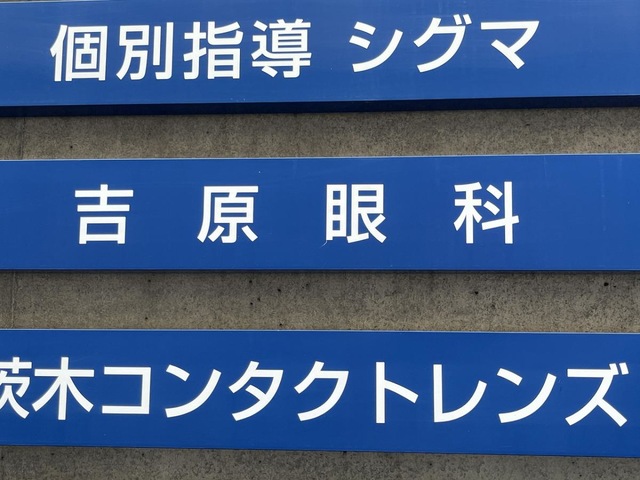 個別指導 シグマ
吉原眼科
茨木コンタクトレンズ